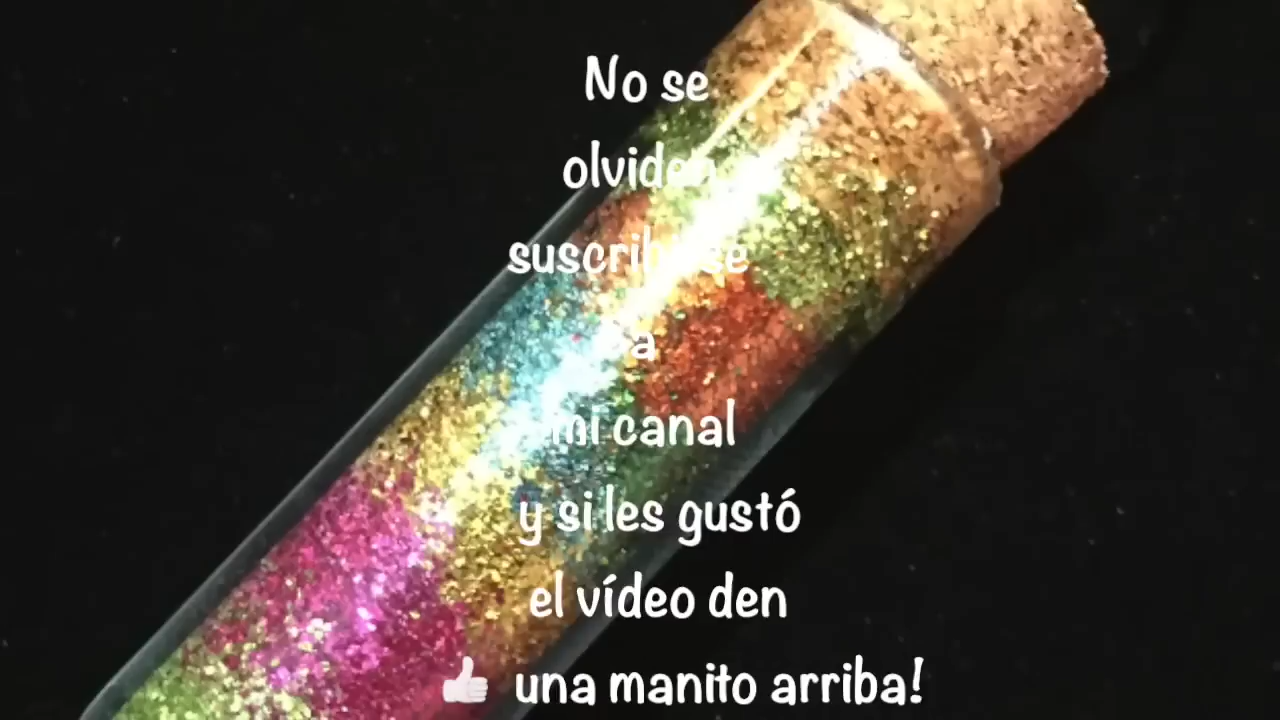 No se
olviden
suscribirse
a
mi canal
y si les gustó
el vídeo den
👍 una manito arriba!